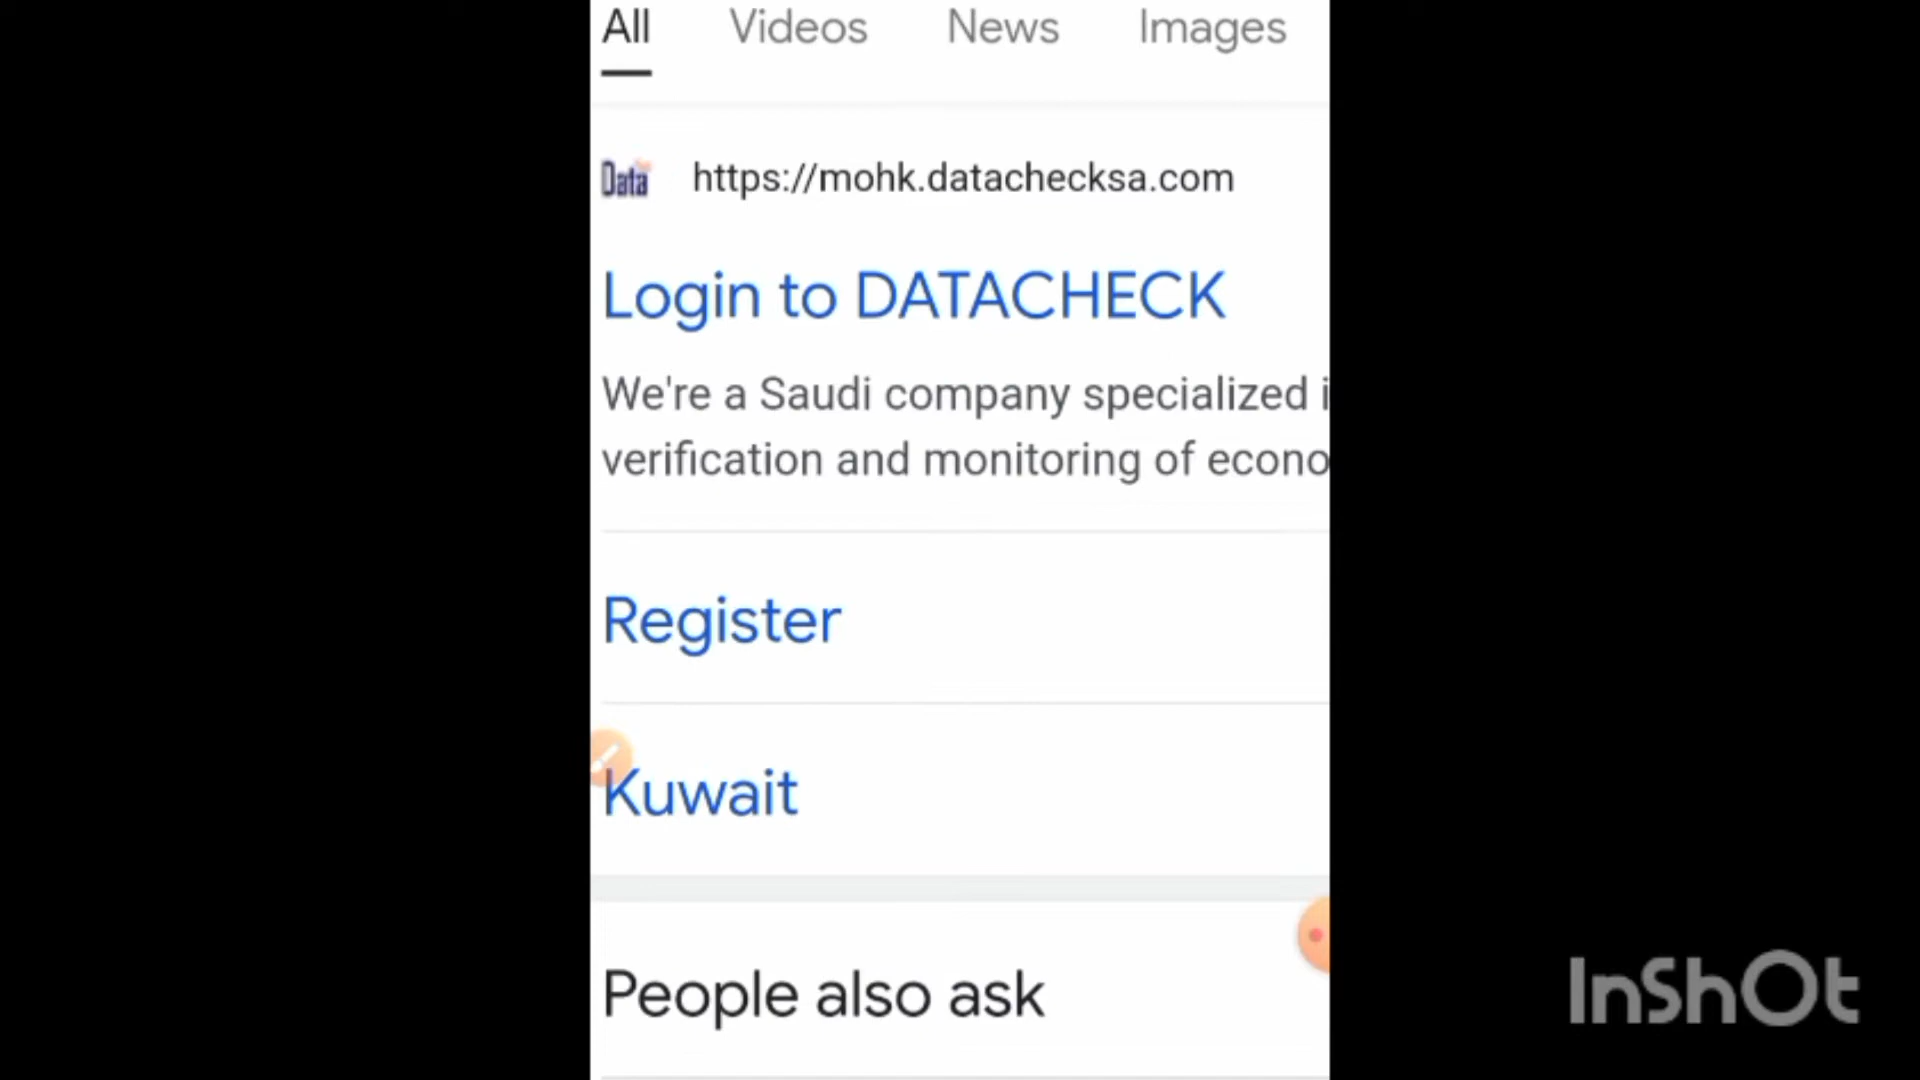 All Videos News Images
Data https://mohk.datachecksa.com
Login to DATACHECK
We're a Saudi company specialized i
verification and monitoring of econo
Register
Kuwait
People also ask
InShOt